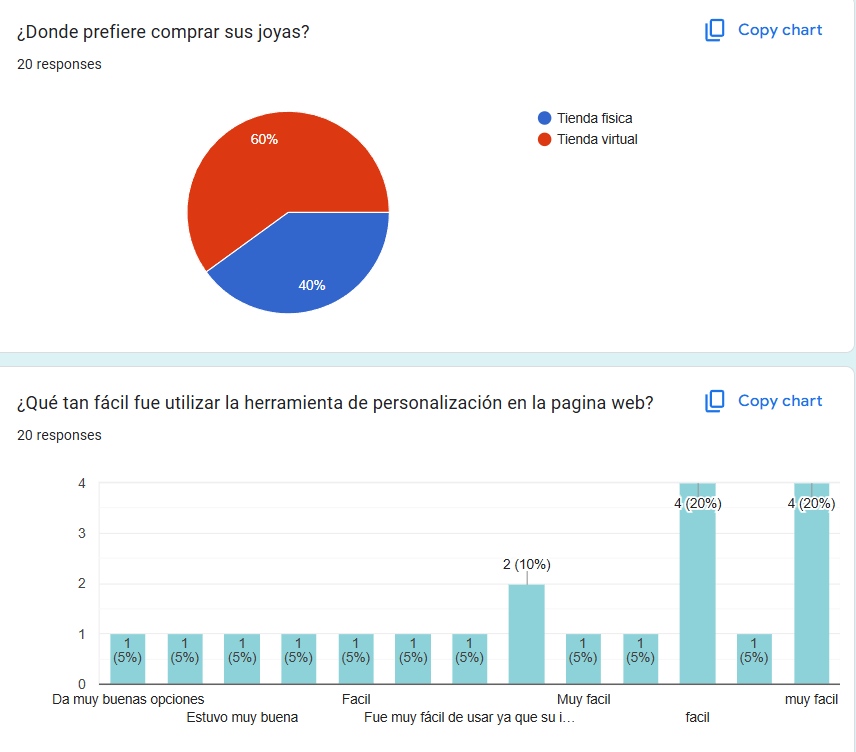 ¿Donde prefiere comprar sus joyas?
Copy chart
20 responses
60%
40%
Tienda fisica
Tienda virtual
¿Qué tan fácil fue utilizar la herramienta de personalización en la pagina web?
Copy chart
20 responses
4
3
2
1
0
1 (5%)
1 (5%)
1 (5%)
1 (5%)
1 (5%)
1 (5%)
1 (5%)
2 (10%)
1 (5%)
1 (5%)
4 (20%)
1 (5%)
4 (20%)
Da muy buenas opciones
Estuvo muy buena
Facil
Fue muy fácil de usar ya que su i…
Muy facil
facil
muy facil